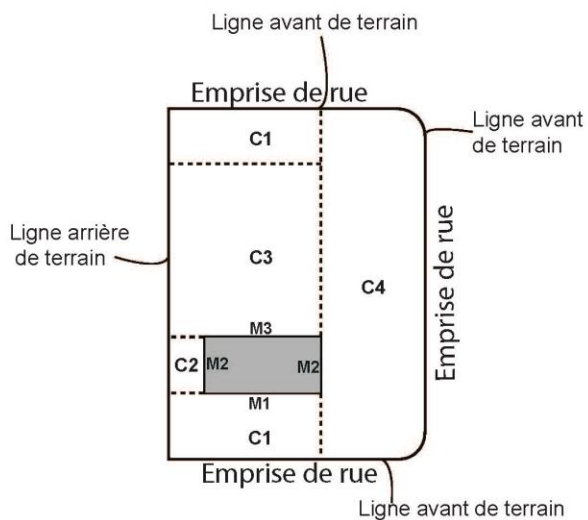 Ligne avant de terrain
Emprise de rue
C1
Ligne avant
de terrain
Ligne arrière
de terrain
C3
C4
Emprise de rue
M3
C2
M2
M2
M1
C1
Emprise de rue
Ligne avant de terrain